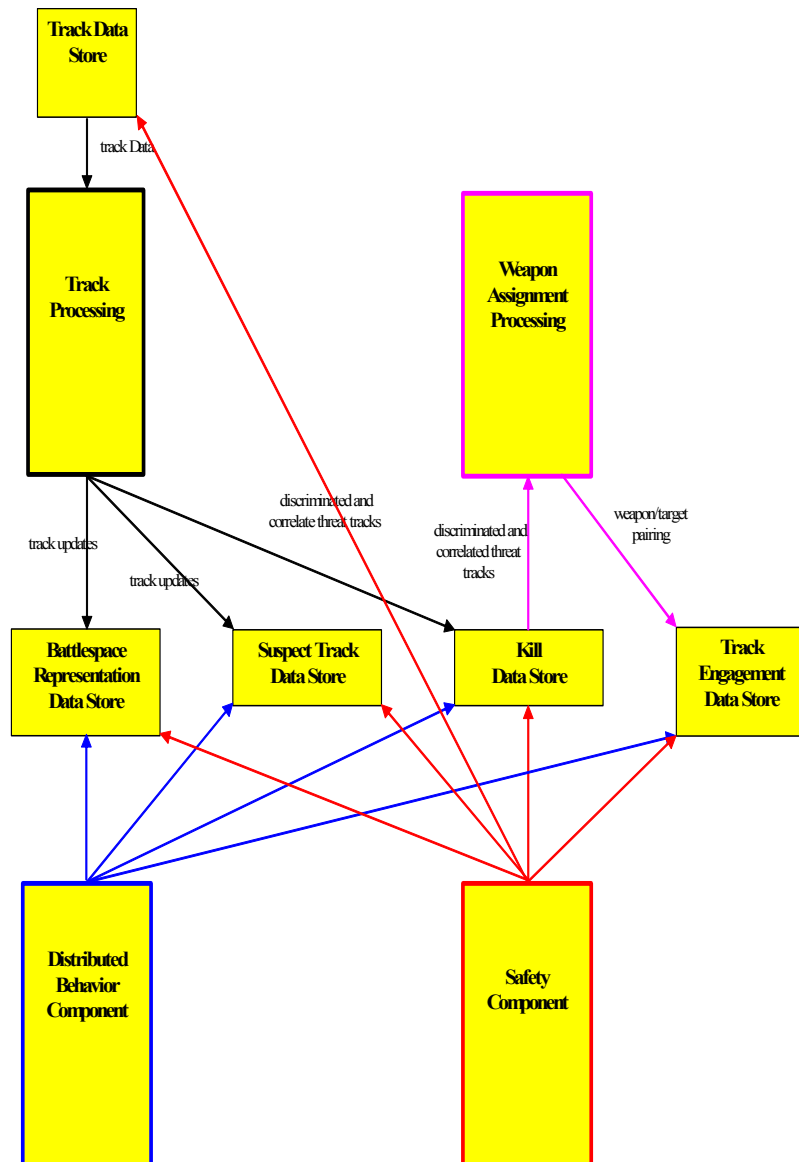 Track Data
Store
track Data
Track
Processing
Weapon
Assignment
Processing
discriminated and
correlate threat tracks
discriminated and
correlated threat
tracks
weapon/target
pairing
track updates
track updates
Battlespace
Representation
Data Store
Suspect Track
Data Store
Kill
Data Store
Track
Engagement
Data Store
Distributed
Behavior
Component
Safety
Component